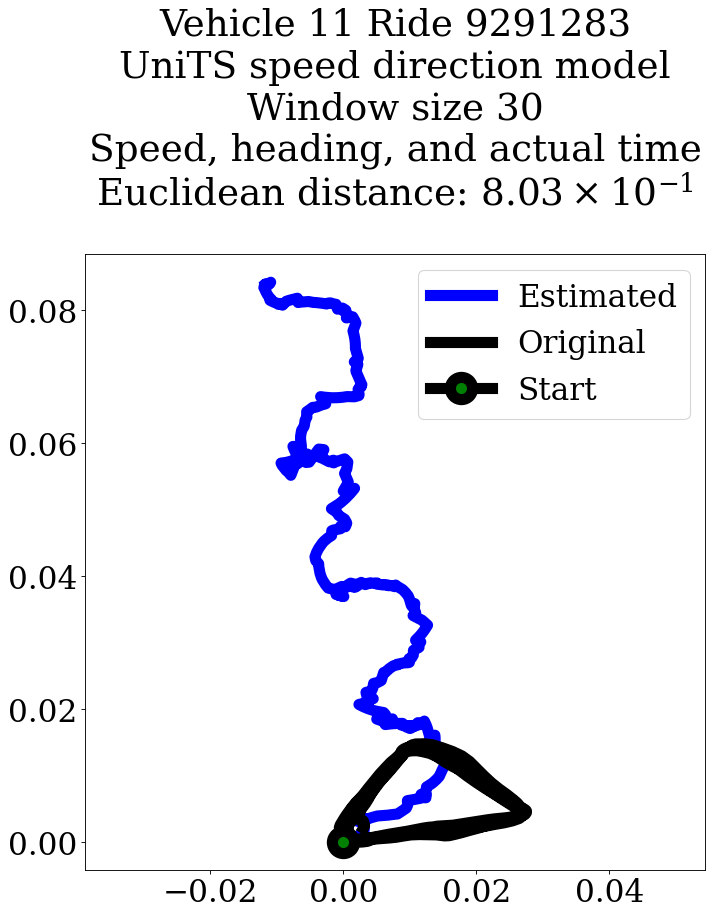 Vehicle 11 Ride 9291283
UniTS speed direction model
Window size 30
Speed, heading, and actual time
Euclidean distance: 8.03 × 10⁻¹
Estimated
Original
Start
0.08
0.06
0.04
0.02
0.00
−0.02 0.00 0.02 0.04